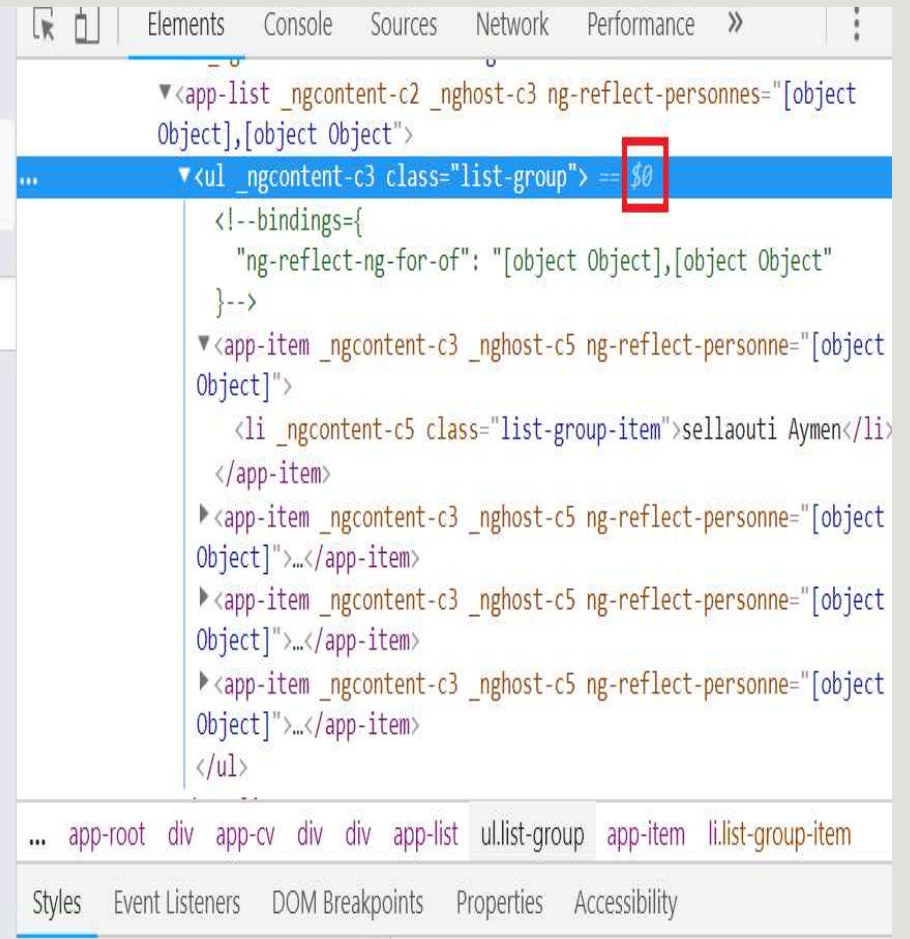 Elements Console Sources Network Performance »
▼<app-list _ngcontent-c2 _nghost-c3 ng-reflect-personnes="[object
Object],[object Object">
... ▼<ul _ngcontent-c3 class="list-group"> == $0
<!--bindings={
"ng-reflect-ng-for-of": "[object Object],[object Object"
}-->
▼<app-item _ngcontent-c3 _nghost-c5 ng-reflect-personne="[object
Object]">
<li _ngcontent-c5 class="list-group-item">sellaouti Aymen</li>
</app-item>
▶<app-item _ngcontent-c3 _nghost-c5 ng-reflect-personne="[object
Object]">…</app-item>
▶<app-item _ngcontent-c3 _nghost-c5 ng-reflect-personne="[object
Object]">…</app-item>
▶<app-item _ngcontent-c3 _nghost-c5 ng-reflect-personne="[object
Object]">…</app-item>
</ul>
... app-root div app-cv div div app-list ul.list-group app-item li.list-group-item
Styles Event Listeners DOM Breakpoints Properties Accessibility